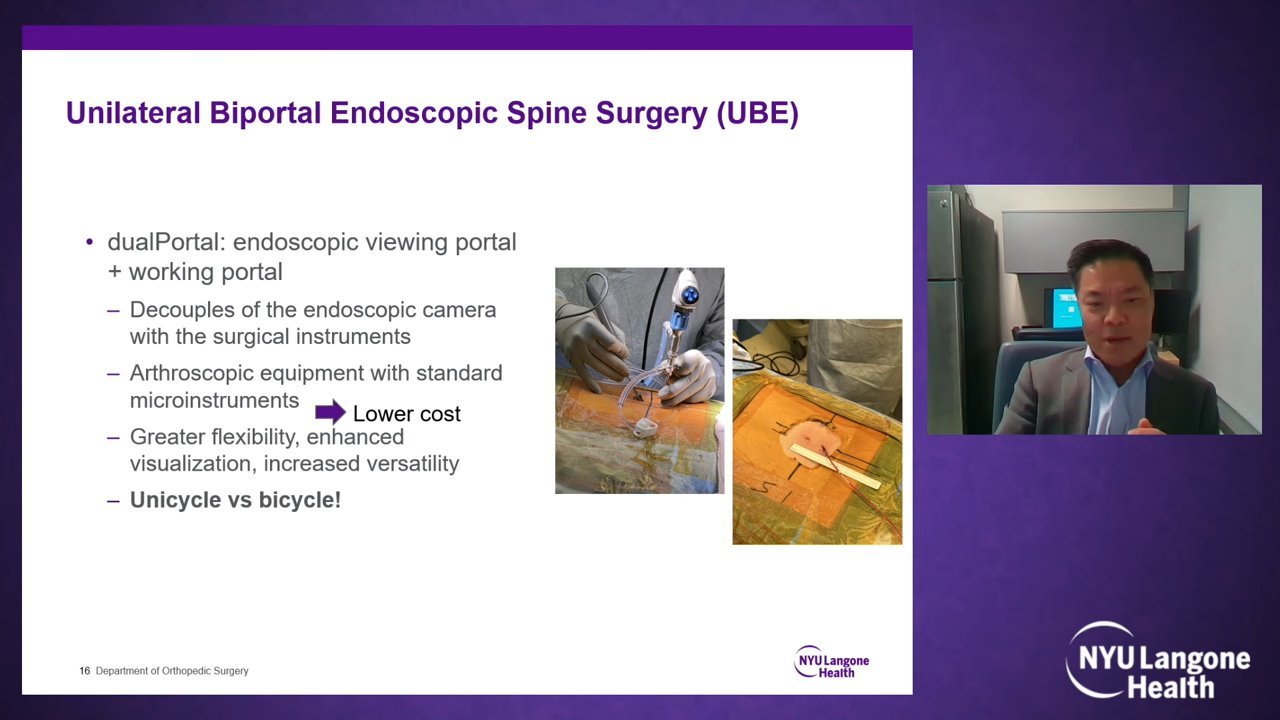 Unilateral Biportal Endoscopic Spine Surgery (UBE)
• dualPortal: endoscopic viewing portal
+ working portal
– Decouples of the endoscopic camera
with the surgical instruments
– Arthroscopic equipment with standard
microinstruments
Lower cost
– Greater flexibility, enhanced
visualization, increased versatility
– Unicycle vs bicycle!
S1
16 Department of Orthopedic Surgery
NYU Langone
Health
NYU Langone
Health